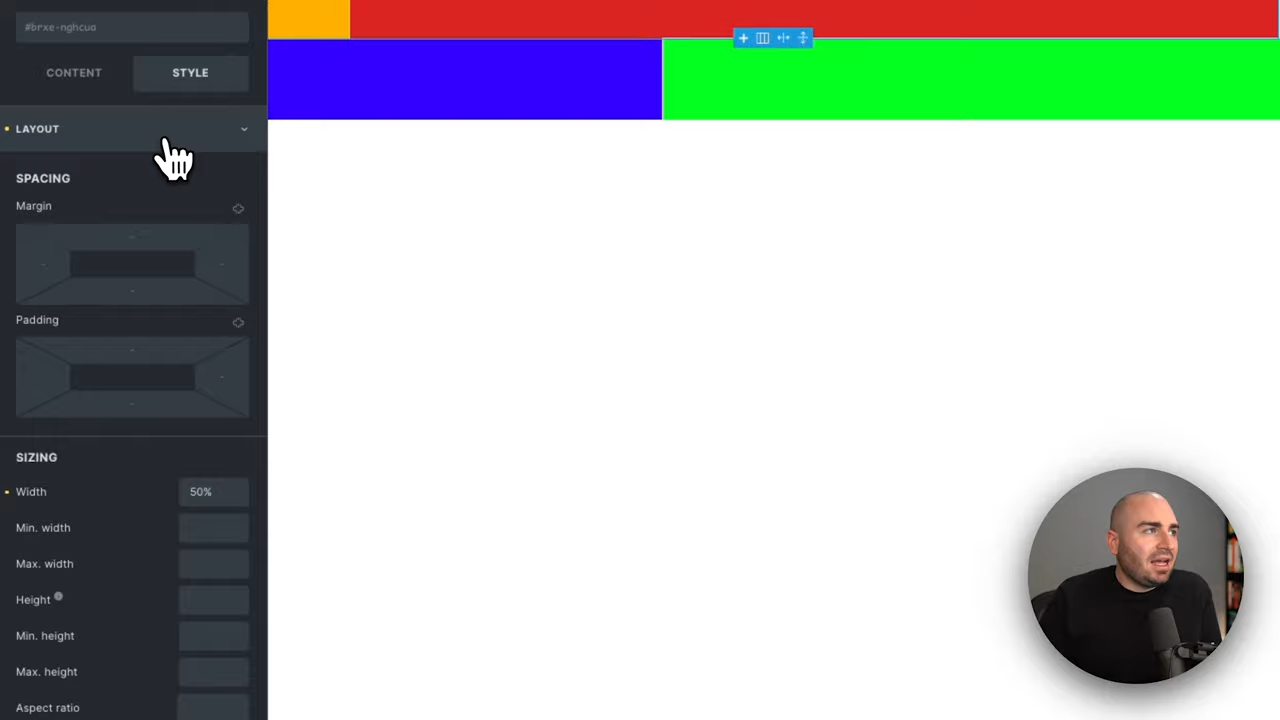 #brxe-nghcua
CONTENT
STYLE
LAYOUT
SPACING
Margin
Padding
SIZING
Width
50%
Min. width
Max. width
Height
Min. height
Max. height
Aspect ratio